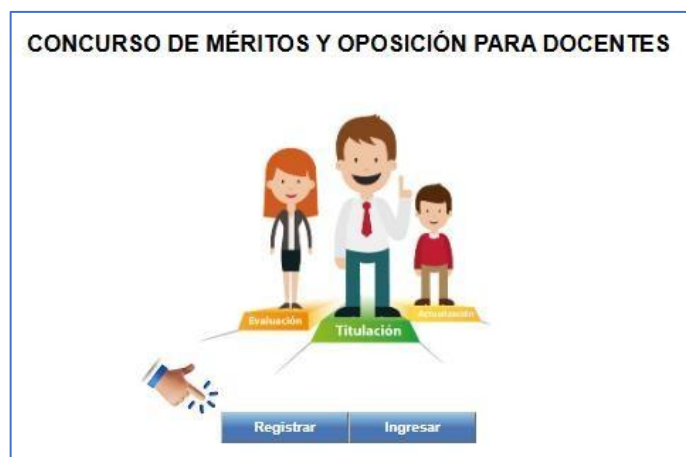 CONCURSO DE MÉRITOS Y OPOSICIÓN PARA DOCENTES
Evaluación
Titulación
Actualización
Registrar
Ingresar